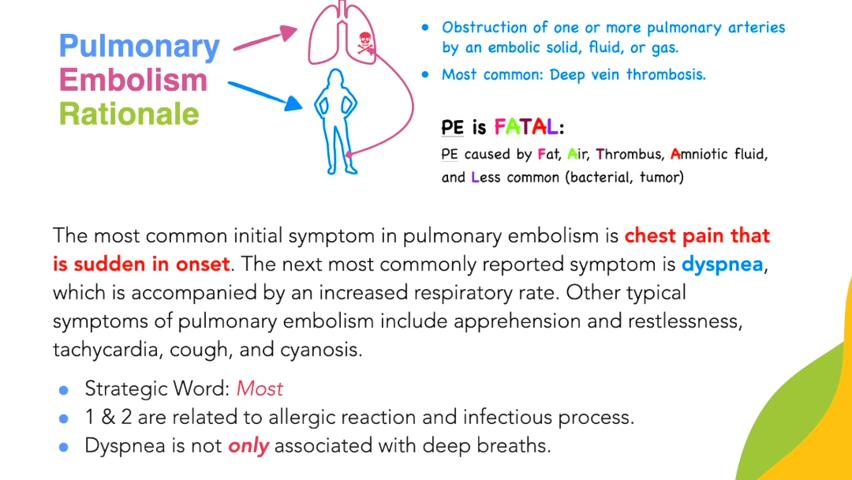 Pulmonary
Embolism
Rationale
• Obstruction of one or more pulmonary arteries
by an embolic solid, fluid, or gas.
• Most common: Deep vein thrombosis.
PE is FATAL:
PE caused by Fat, Air, Thrombus, Amniotic fluid,
and Less common (bacterial, tumor)
The most common initial symptom in pulmonary embolism is chest pain that
is sudden in onset. The next most commonly reported symptom is dyspnea,
which is accompanied by an increased respiratory rate. Other typical
symptoms of pulmonary embolism include apprehension and restlessness,
tachycardia, cough, and cyanosis.
• Strategic Word: Most
• 1 & 2 are related to allergic reaction and infectious process.
• Dyspnea is not only associated with deep breaths.